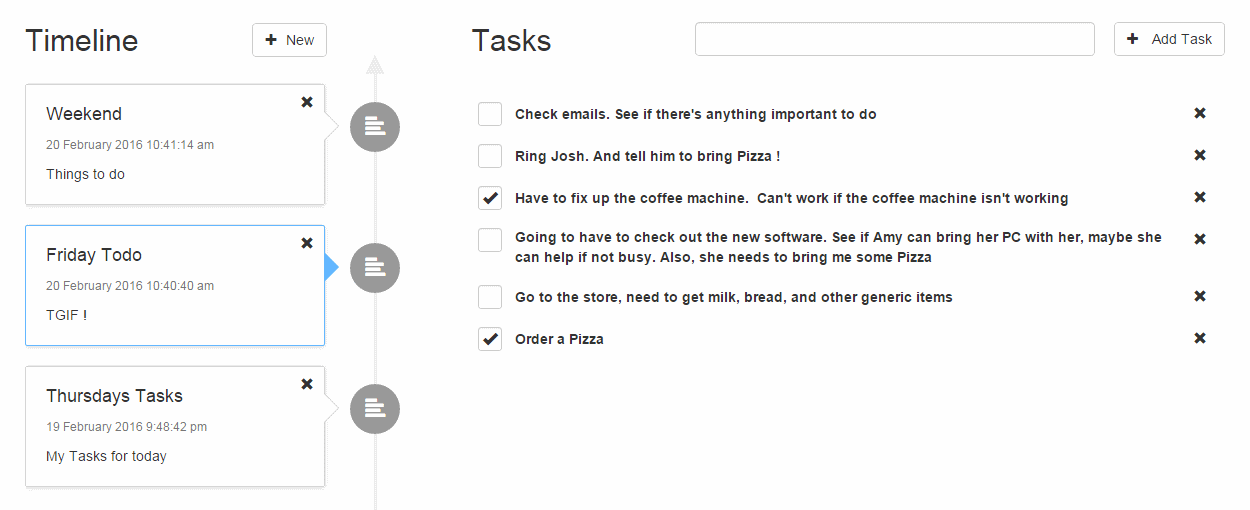 Timeline
New
Weekend
20 February 2016 10:41:14 am
Things to do
Friday Todo
20 February 2016 10:40:40 am
TGIF !
Thursdays Tasks
19 February 2016 9:48:42 pm
My Tasks for today
Tasks
Add Task
Check emails. See if there's anything important to do
Ring Josh. And tell him to bring Pizza !
Have to fix up the coffee machine.  Can't work if the coffee machine isn't working
Going to have to check out the new software. See if Amy can bring her PC with her, maybe she
can help if not busy. Also, she needs to bring me some Pizza
Go to the store, need to get milk, bread, and other generic items
Order a Pizza